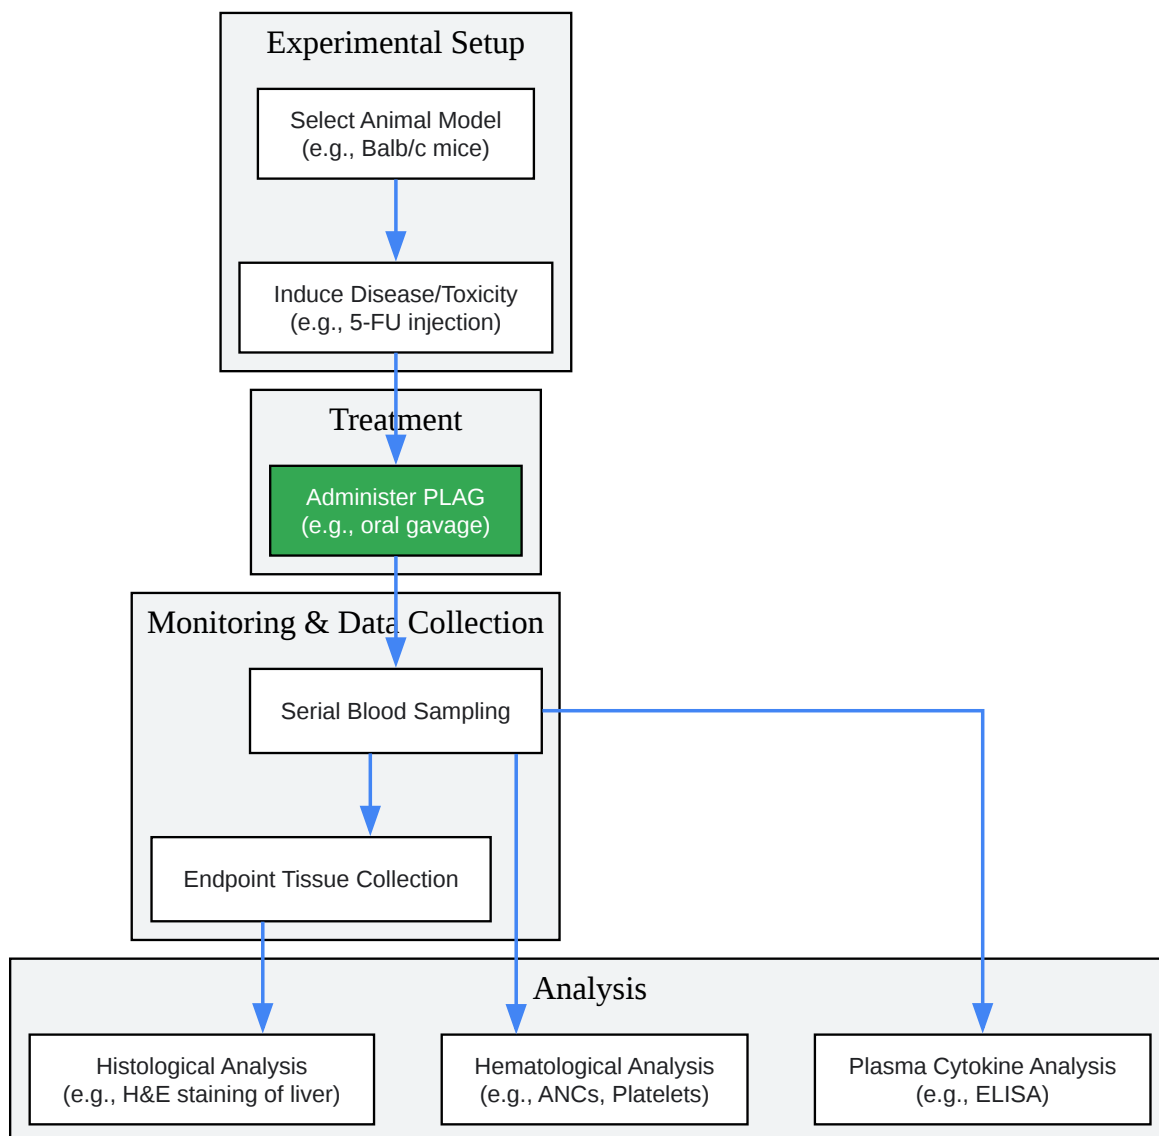 Experimental Setup
Select Animal Model
(e.g., Balb/c mice)
Induce Disease/Toxicity
(e.g., 5-FU injection)
Treatment
Administer PLAG
(e.g., oral gavage)
Monitoring & Data Collection
Serial Blood Sampling
Endpoint Tissue Collection
Analysis
Histological Analysis
(e.g., H&E staining of liver)
Hematological Analysis
(e.g., ANCs, Platelets)
Plasma Cytokine Analysis
(e.g., ELISA)